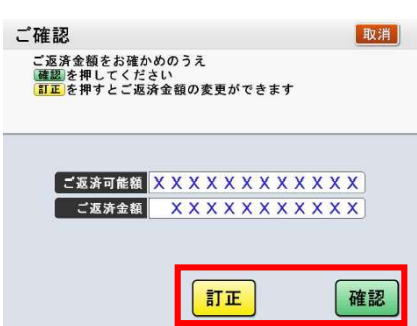 ご確認
取消
ご返済金額をお確かめのうえ
確認を押してください
訂正を押すとご返済金額の変更ができます
ご返済可能額 XXXXXXXXXXXX
ご返済金額 XXXXXXXXXXX
訂正
確認